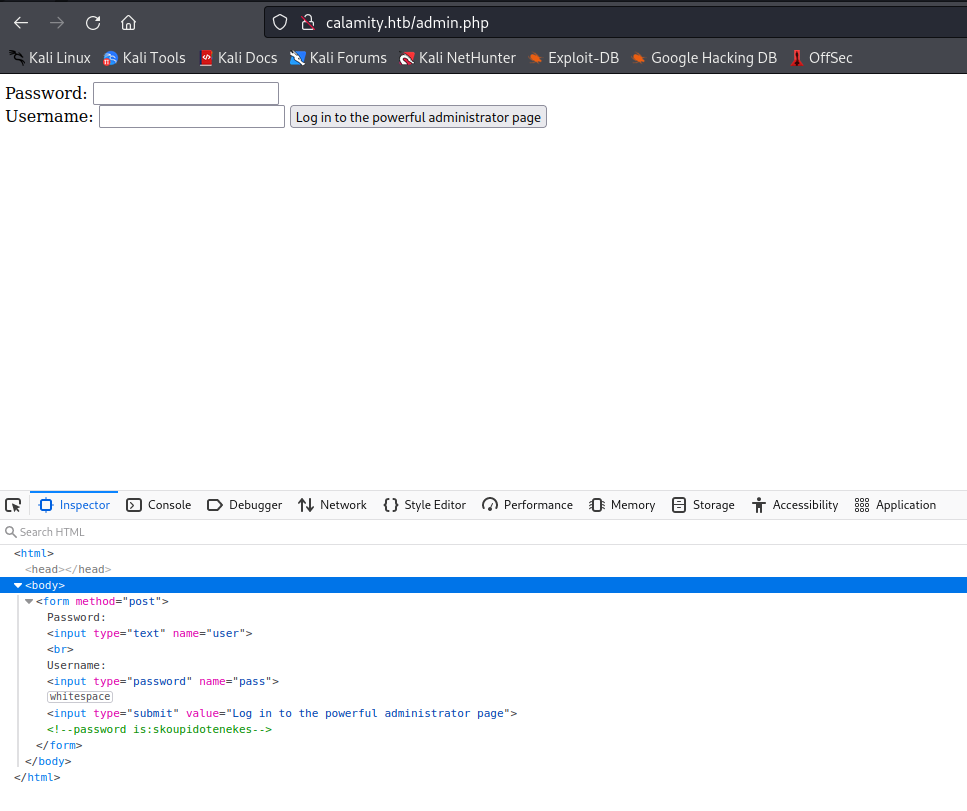 calamity.htb/admin.php
Kali Linux Kali Tools Kali Docs Kali Forums Kali NetHunter Exploit-DB Google Hacking DB OffSec
Password:
Username: Log in to the powerful administrator page
Inspector Console Debugger Network Style Editor Performance Memory Storage Accessibility Application
Search HTML
<html>
<head></head>
<body>
<form method="post">
Password:
<input type="text" name="user">
<br>
Username:
<input type="password" name="pass">
whitespace
<input type="submit" value="Log in to the powerful administrator page">
<!--password is:skoupidotenekes-->
</form>
</body>
</html>